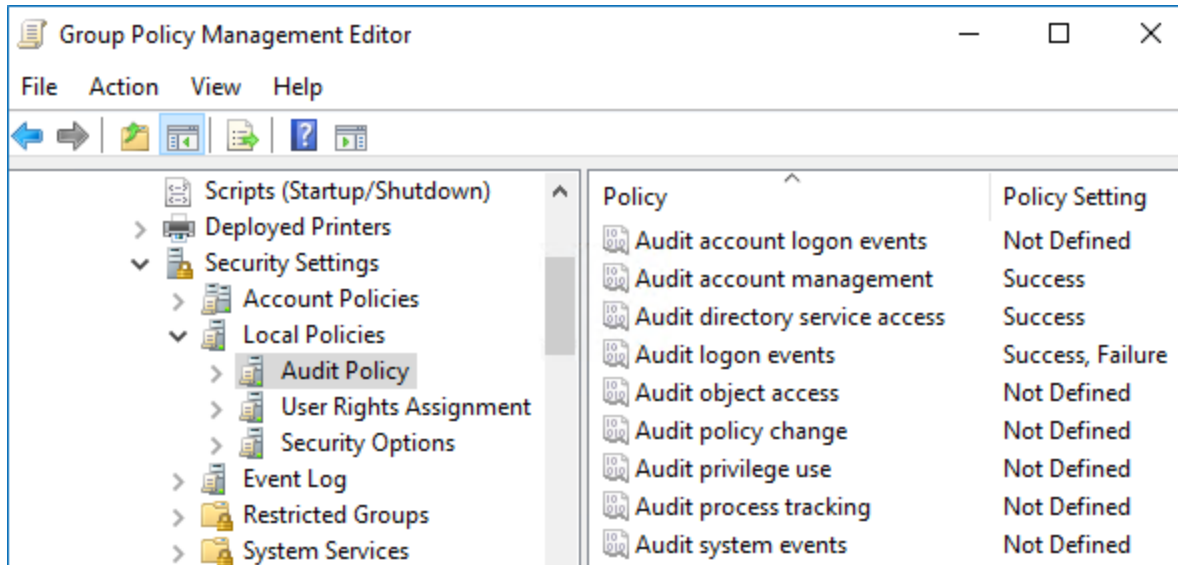 Group Policy Management Editor
File Action View Help
Scripts (Startup/Shutdown)
Deployed Printers
Security Settings
Account Policies
Local Policies
Audit Policy
User Rights Assignment
Security Options
Event Log
Restricted Groups
System Services
Policy Policy Setting
Audit account logon events Not Defined
Audit account management Success
Audit directory service access Success
Audit logon events Success, Failure
Audit object access Not Defined
Audit policy change Not Defined
Audit privilege use Not Defined
Audit process tracking Not Defined
Audit system events Not Defined